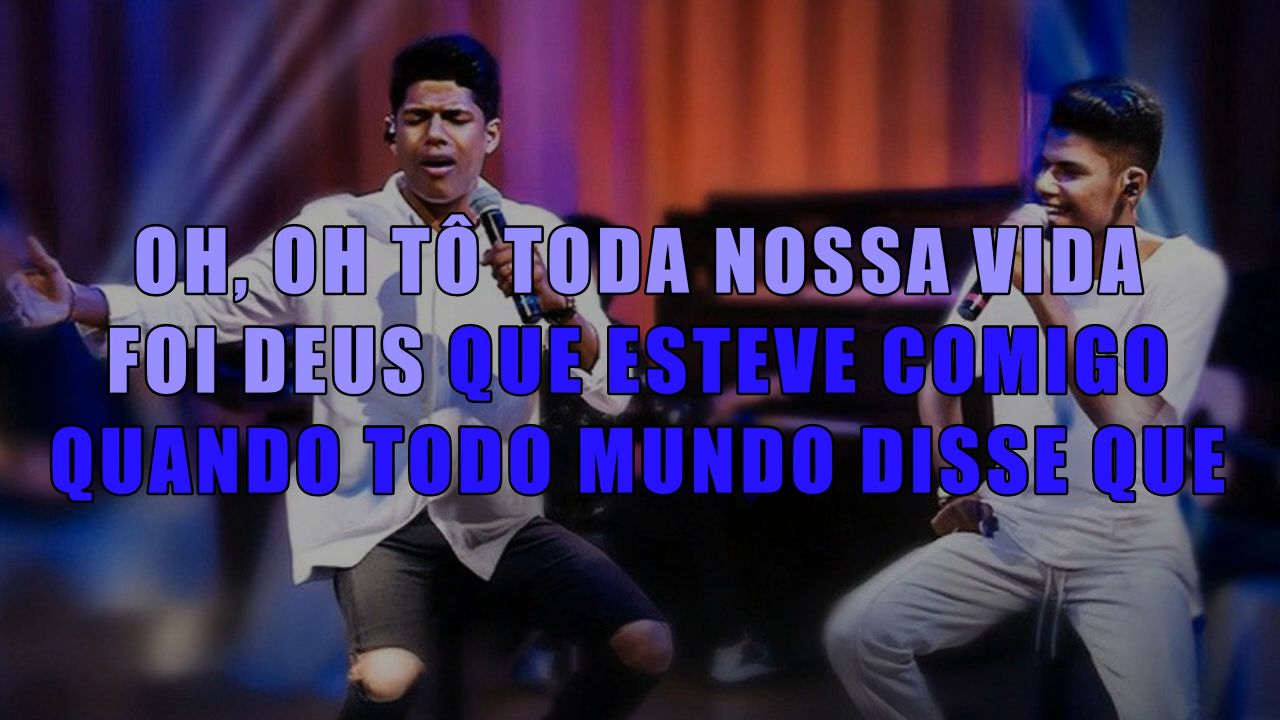 OH, OH TÔ TODA NOSSA VIDA
FOI DEUS QUE ESTEVE COMIGO
QUANDO TODO MUNDO DISSE QUE